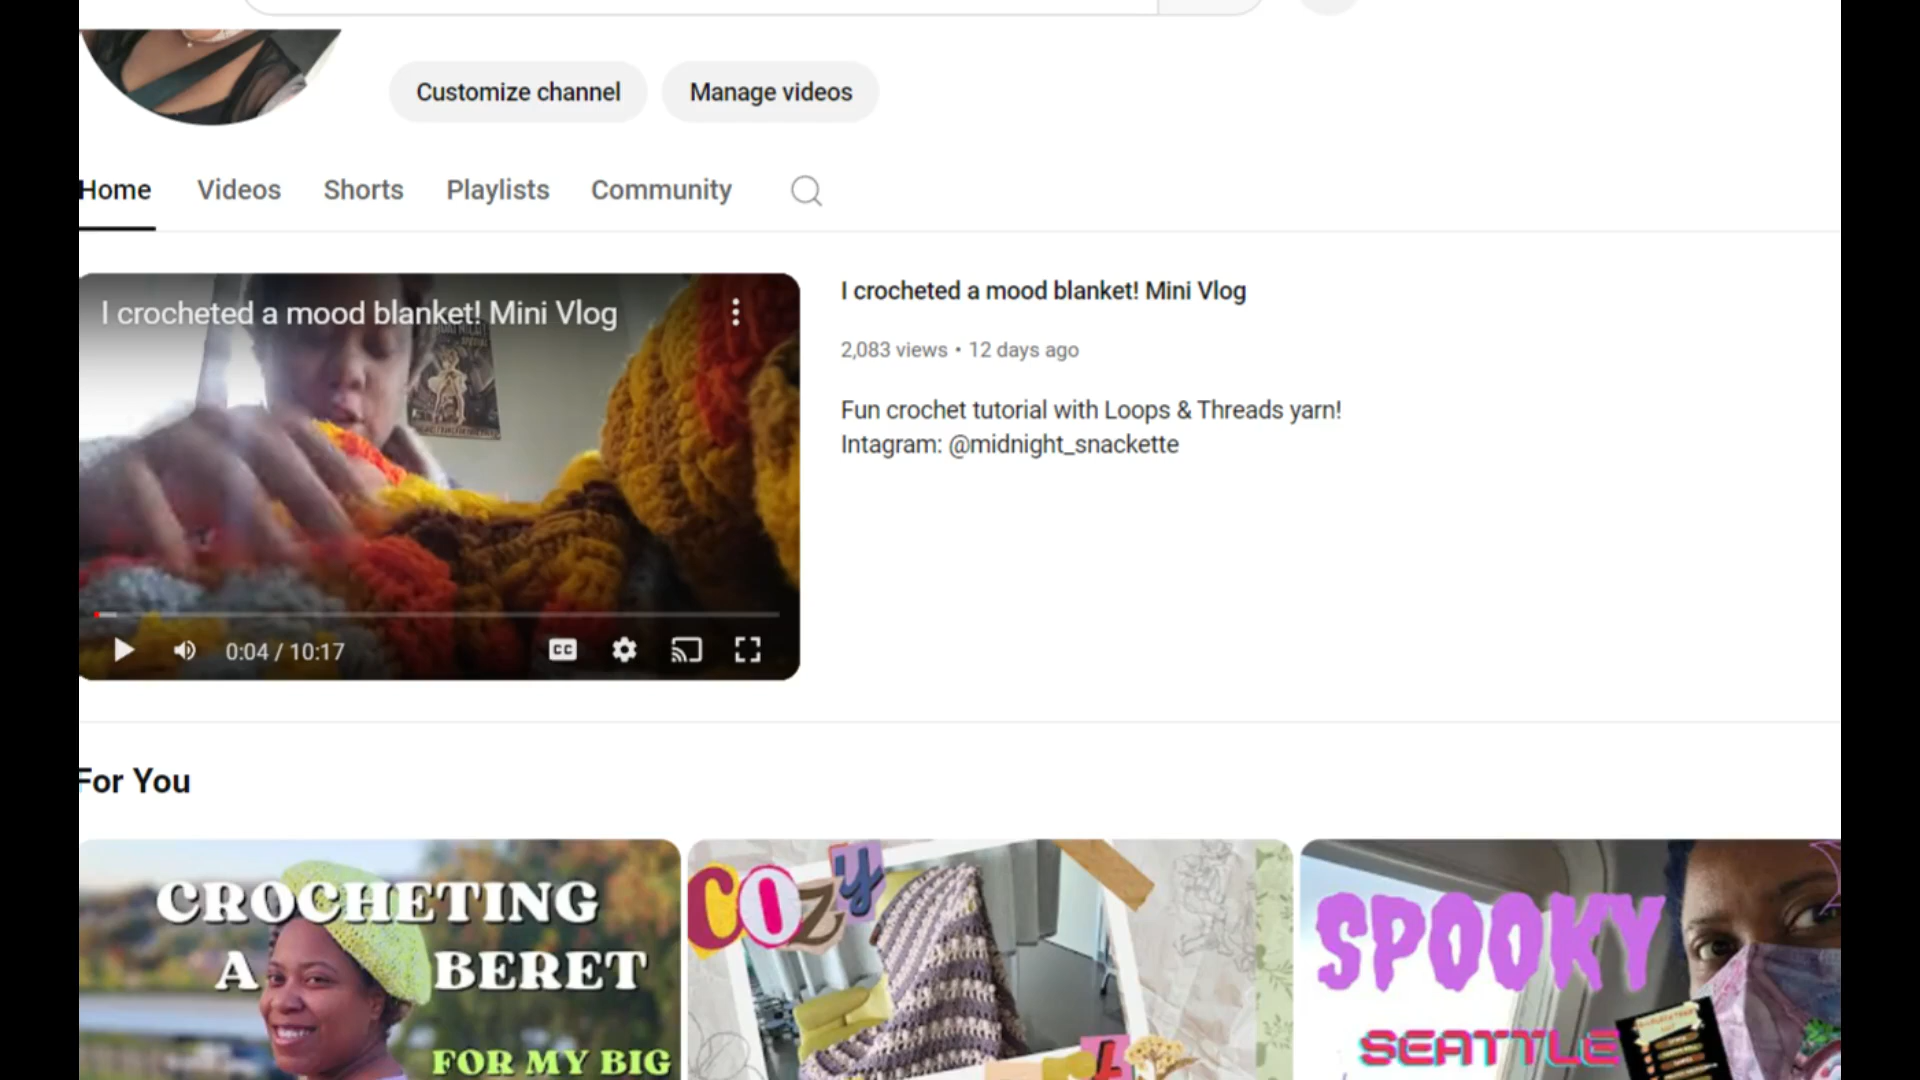 Customize channel
Manage videos
Home
Videos
Shorts
Playlists
Community
I crocheted a mood blanket! Mini Vlog
I crocheted a mood blanket! Mini Vlog
2,083 views • 12 days ago
Fun crochet tutorial with Loops & Threads yarn!
Intagram: @midnight_snackette
0:04 / 10:17
CC
For You
CROCHETING
A BERET
FOR MY BIG
COZY
SPOOKY
SEATTLE